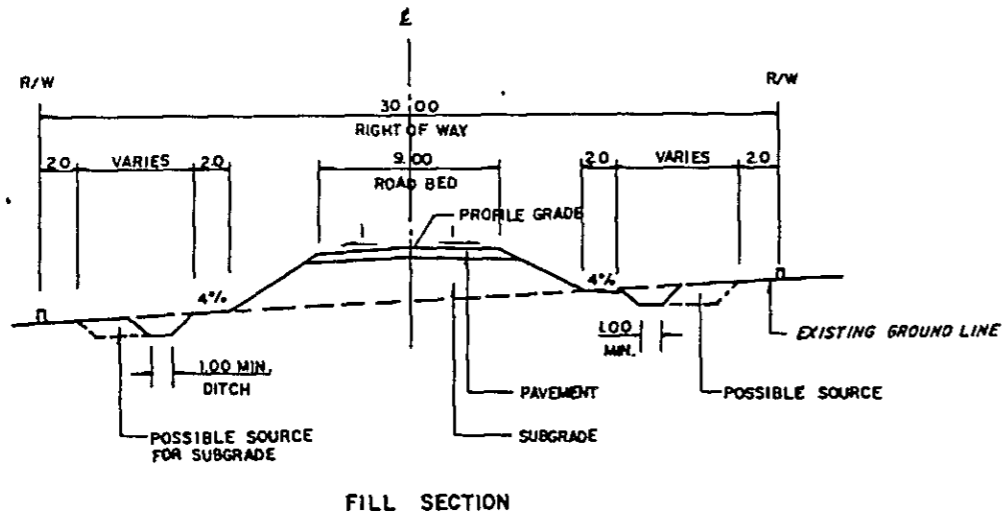 ℄
R/W
R/W
30.00
RIGHT OF WAY
2.0 VARIES 2.0
9.00
2.0 VARIES 2.0
ROAD BED
PROFILE GRADE
4%
4%
1.00 MIN.
DITCH
1.00
MIN.
EXISTING GROUND LINE
PAVEMENT
POSSIBLE SOURCE
POSSIBLE SOURCE
FOR SUBGRADE
SUBGRADE
FILL SECTION